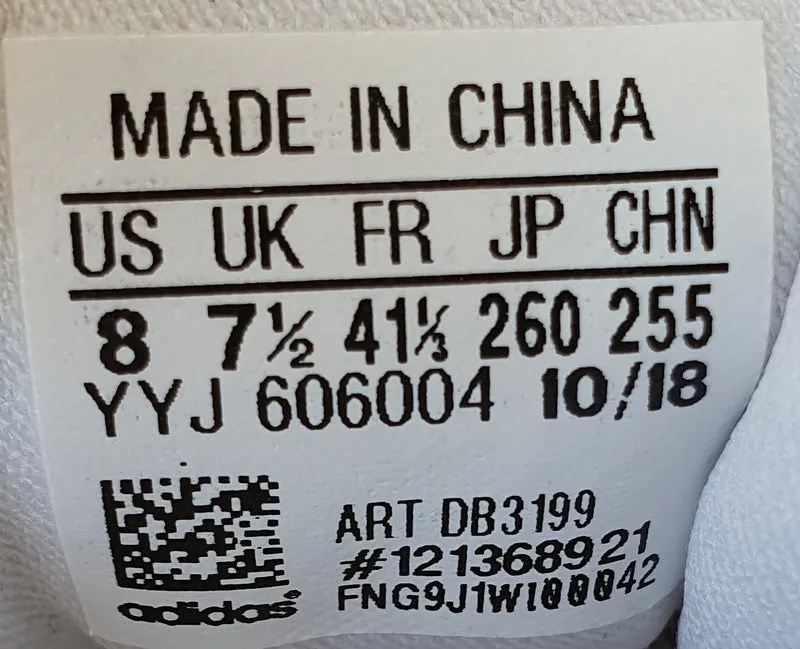 MADE IN CHINA
US UK FR JP CHN
8 7½ 41⅓ 260 255
YYJ 606004 10/18
ART DB3199
#121368921
FNG9J1WI00042
adidas®